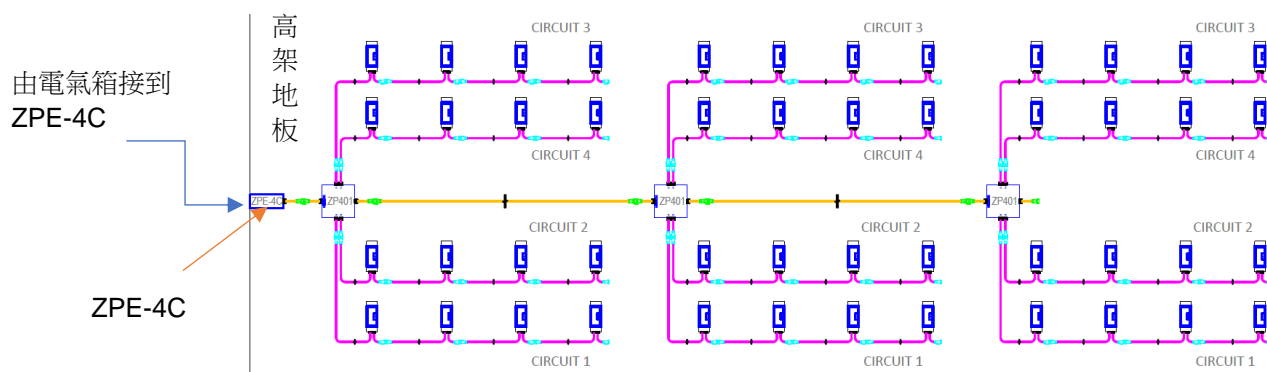 高架地板
由電氣箱接到
ZPE-4C
ZPE-4C
CIRCUIT 3
CIRCUIT 3
CIRCUIT 3
CIRCUIT 4
CIRCUIT 4
CIRCUIT 4
ZPE-4C
ZP401
ZP401
ZP401
CIRCUIT 2
CIRCUIT 2
CIRCUIT 2
CIRCUIT 1
CIRCUIT 1
CIRCUIT 1